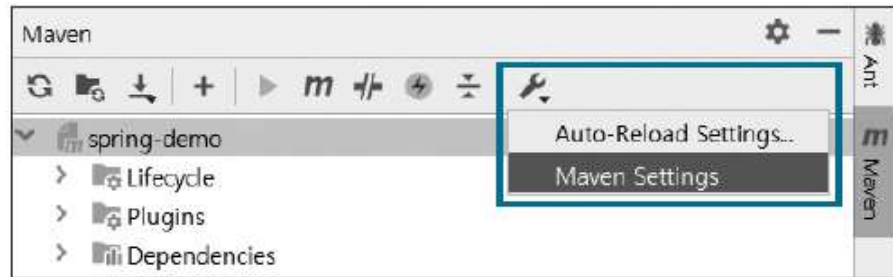 Maven
m
Auto-Reload Settings...
Maven Settings
spring-demo
Lifecycle
Plugins
Dependencies
Ant
m Maven